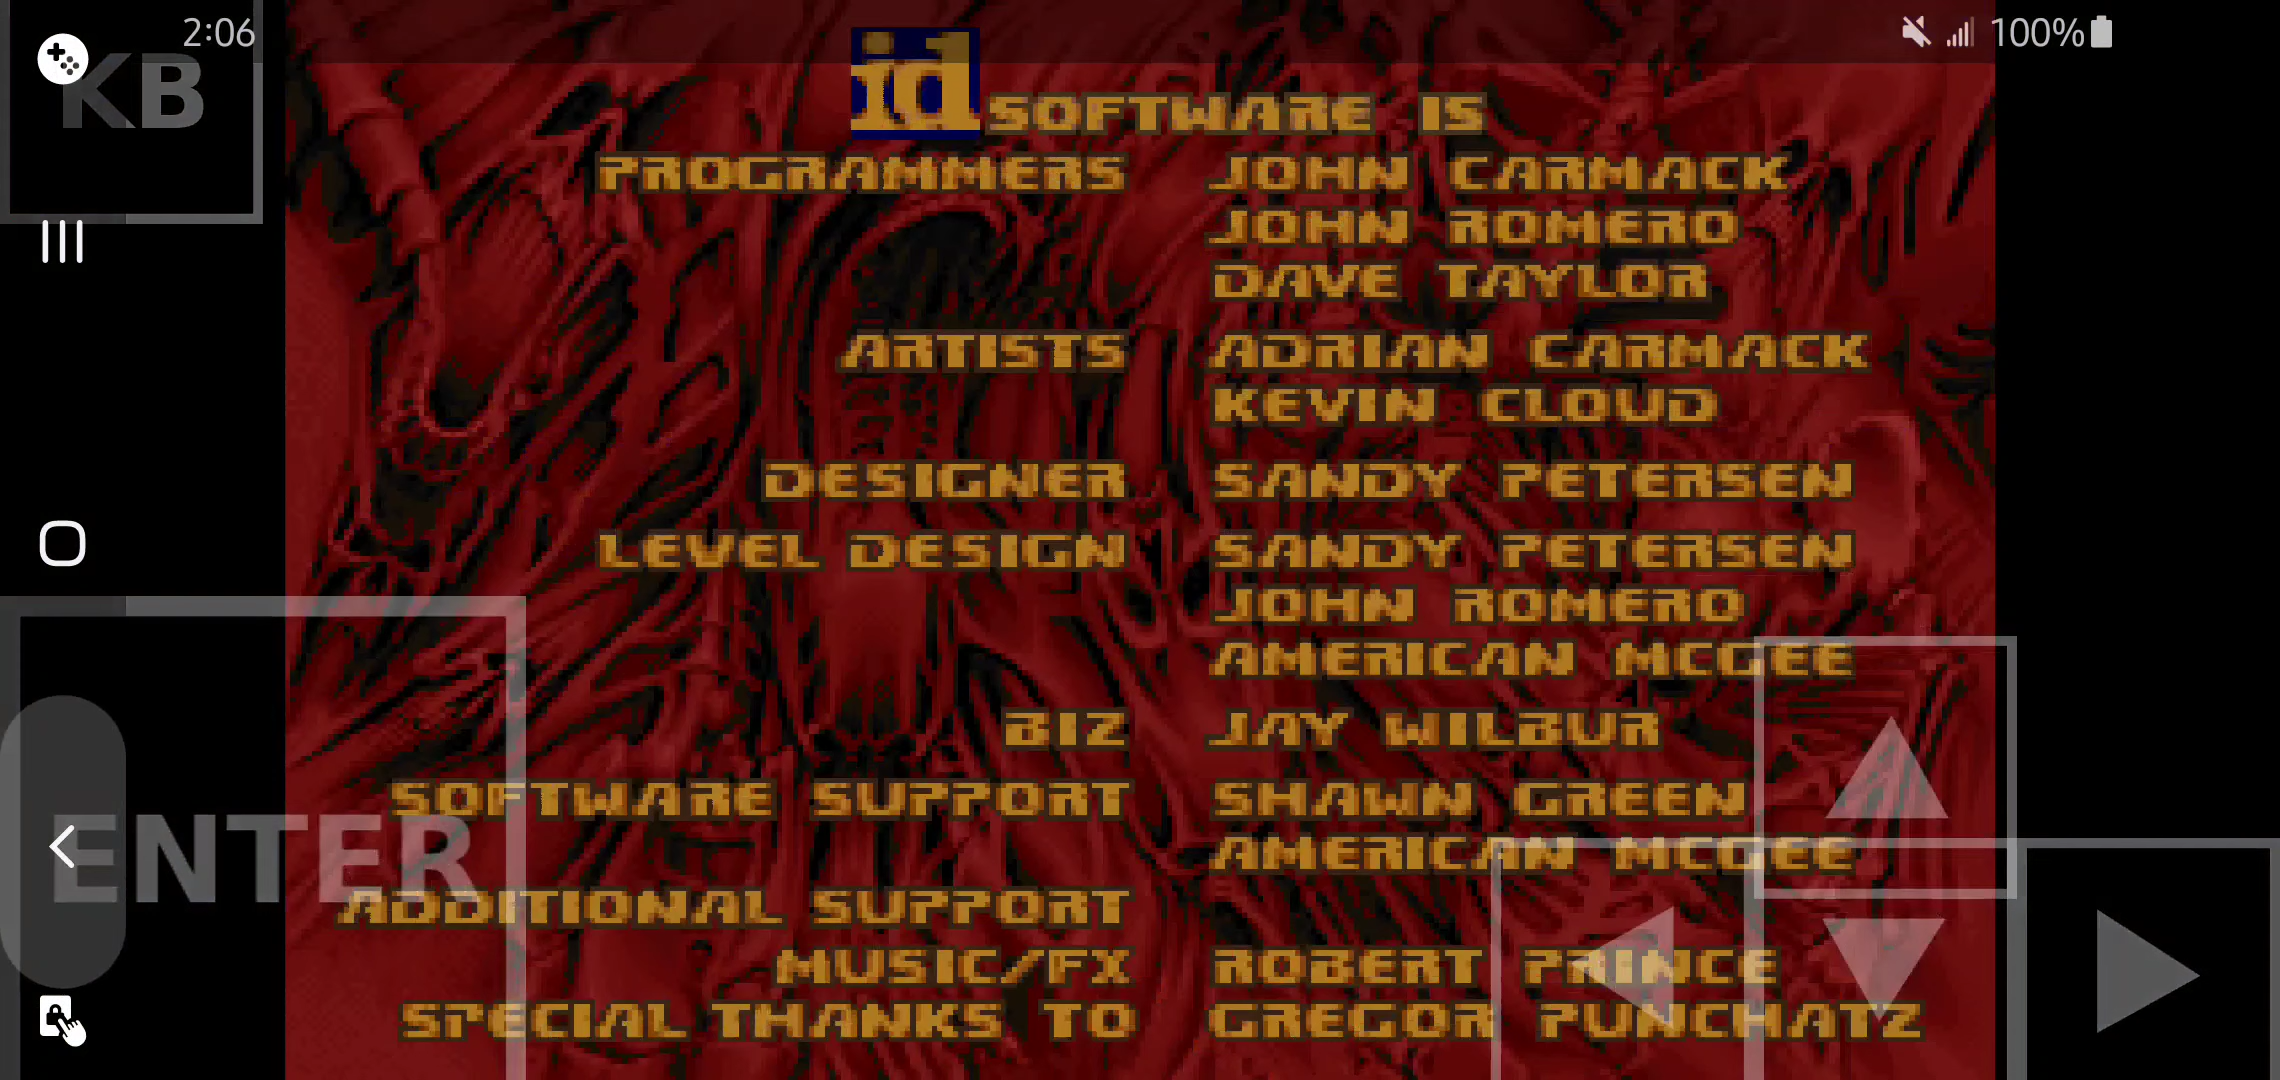 2:06
100%
KB
id SOFTWARE IS
PROGRAMMERS JOHN CARMACK
JOHN ROMERO
DAVE TAYLOR
ARTISTS ADRIAN CARMACK
KEVIN CLOUD
DESIGNER SANDY PETERSEN
LEVEL DESIGN SANDY PETERSEN
JOHN ROMERO
AMERICAN MCGEE
BIZ JAY WILBUR
SOFTWARE SUPPORT SHAWN GREEN
AMERICAN MCGEE
ENTER
ADDITIONAL SUPPORT
MUSIC/FX ROBERT PRINCE
SPECIAL THANKS TO GREGOR PUNCHATZ